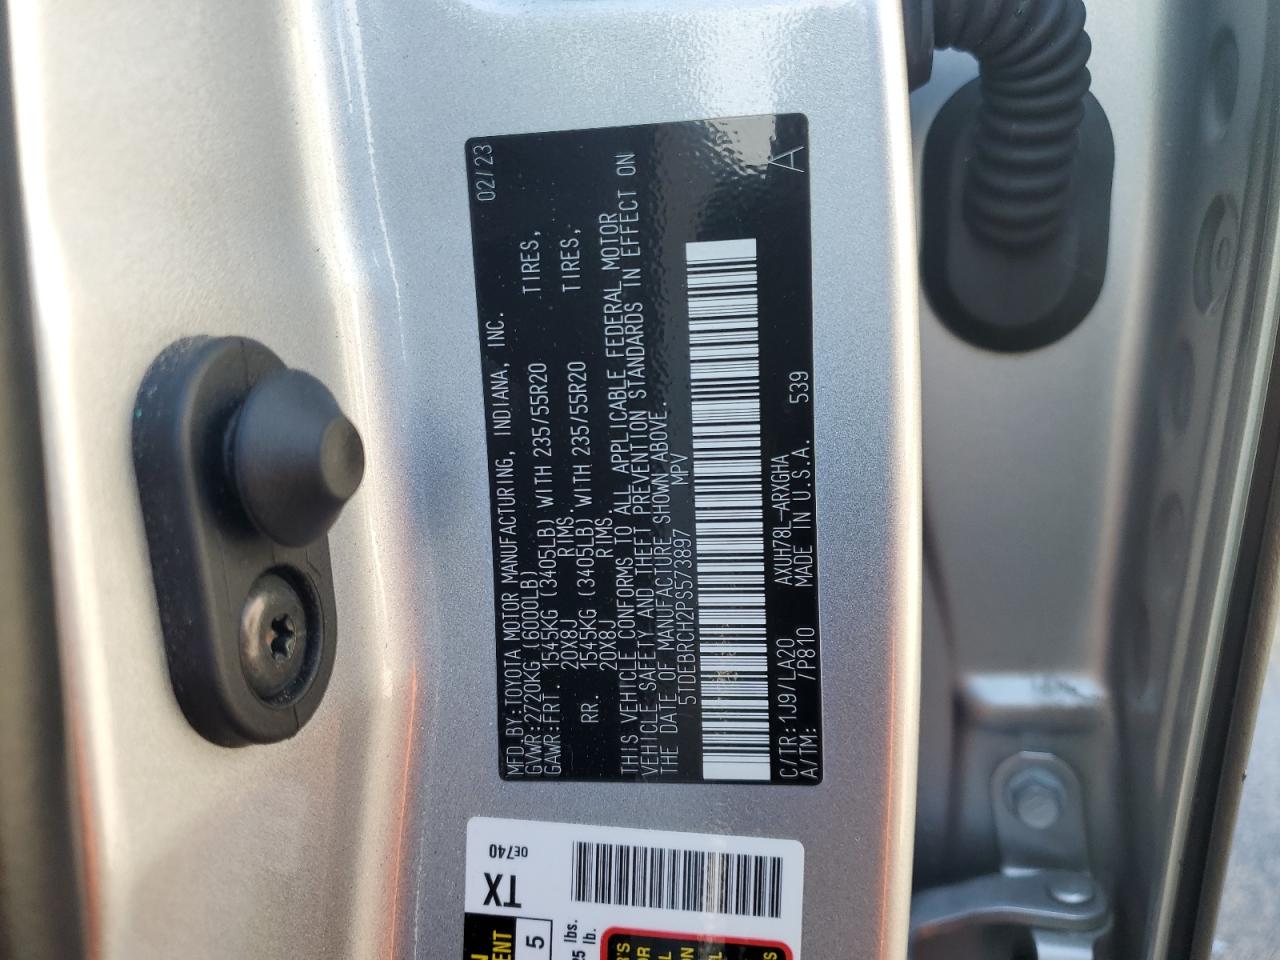 MFD.BY:TOYOTA MOTOR MANUFACTURING, INDIANA, INC. 02/23
GVWR:2720KG (6000LB)
GAWR:FRT. 1545KG (3405LB) WITH 235/55R20 TIRES,
20X8J RIMS.
RR. 1545KG (3405LB) WITH 235/55R20 TIRES,
20X8J RIMS.
THIS VEHICLE CONFORMS TO ALL APPLICABLE FEDERAL MOTOR
VEHICLE SAFETY AND THEFT PREVENTION STANDARDS IN EFFECT ON
THE DATE OF MANUFACTURE SHOWN ABOVE.
5TDEBRCH2PS573897 MPV
C/TR:1J9/LA20 AXUH78L-ARXGHA 539
A/TM: /P810 MADE IN U.S.A.
A
TX
0E740
5
ENT
lbs.
lb.